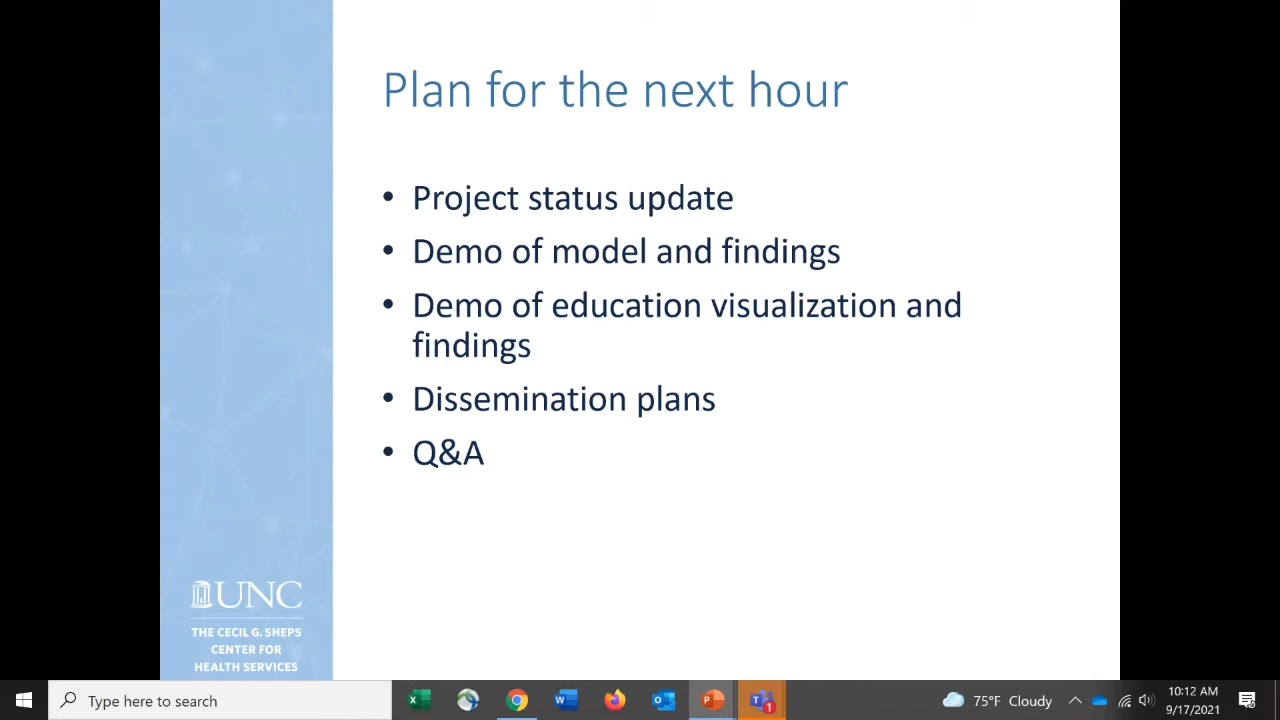 Plan for the next hour
• Project status update
• Demo of model and findings
• Demo of education visualization and
findings
• Dissemination plans
• Q&A
UNC
THE CECIL G. SHEPS
CENTER FOR
HEALTH SERVICES
Type here to search
75°F Cloudy
10:12 AM
9/17/2021